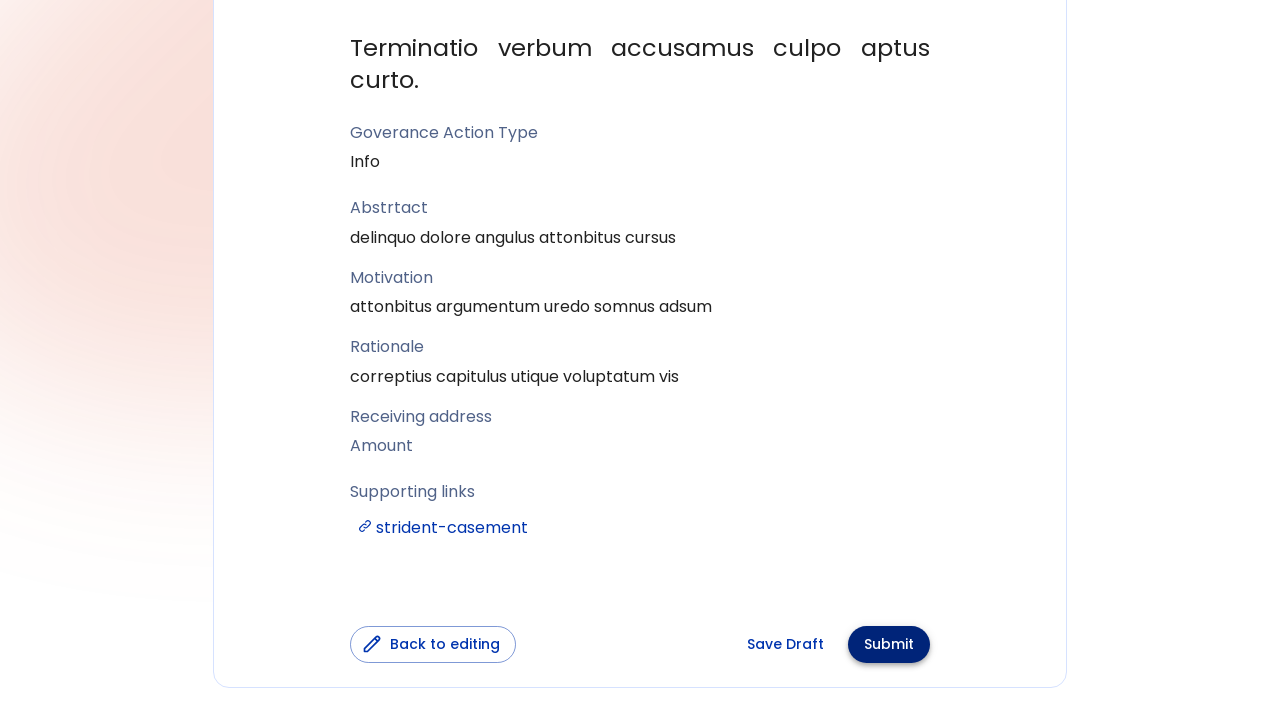 Terminatio verbum accusamus culpo aptus
curto.
Goverance Action Type
Info
Abstrtact
delinquo dolore angulus attonbitus cursus
Motivation
attonbitus argumentum uredo somnus adsum
Rationale
correptius capitulus utique voluptatum vis
Receiving address
Amount
Supporting links
strident-casement
Back to editing
Save Draft
Submit